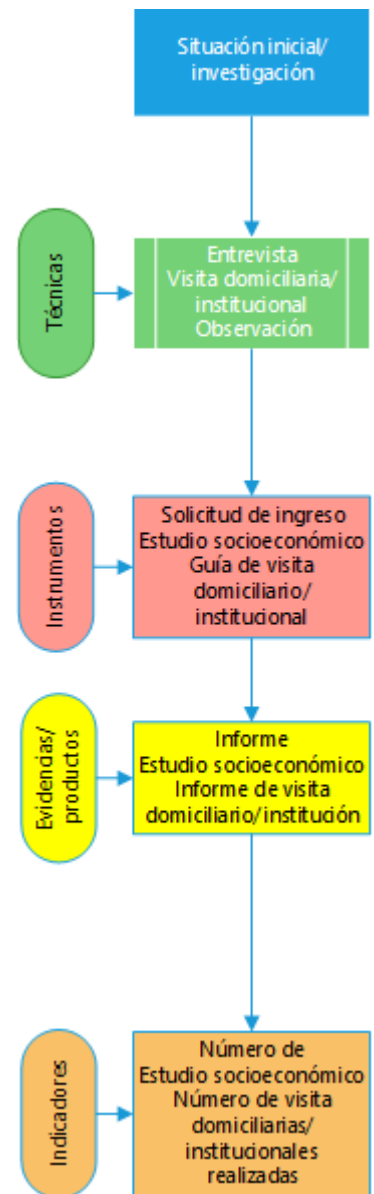 Situación inicial/
investigación
Técnicas
Entrevista
Visita domiciliaria/
institucional
Observación
Instrumentos
Solicitud de ingreso
Estudio socioeconómico
Guía de visita
domiciliario/
institucional
Evidencias/
productos
Informe
Estudio socioeconómico
Informe de visita
domiciliario/institución
Indicadores
Número de
Estudio socioeconómico
Número de visita
domiciliarias/
institucionales
realizadas